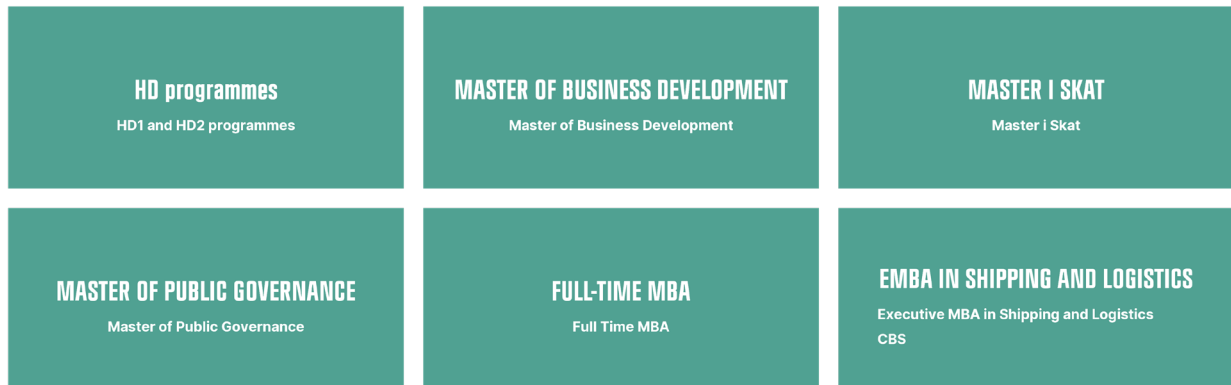 HD programmes
HD1 and HD2 programmes
MASTER OF BUSINESS DEVELOPMENT
Master of Business Development
MASTER I SKAT
Master i Skat
MASTER OF PUBLIC GOVERNANCE
Master of Public Governance
FULL-TIME MBA
Full Time MBA
EMBA IN SHIPPING AND LOGISTICS
Executive MBA in Shipping and Logistics
CBS